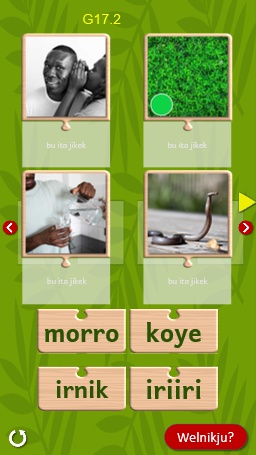 G17.2
bu ita jikek
bu ita jikek
bu ita jikek
bu ita jikek
morro
koye
irnik
iriiri
Welnikju?